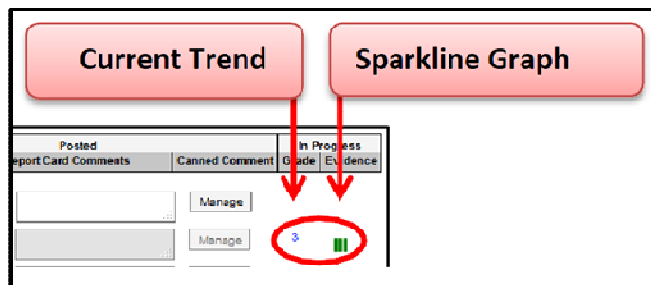 Current Trend
Sparkline Graph
Posted
In Progress
eport Card Comments
Canned Comment
Grade
Evidence
Manage
Manage
3